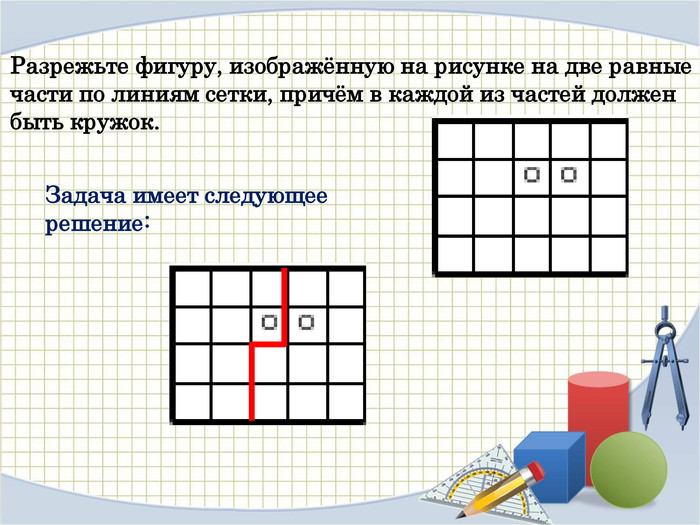 Разрежьте фигуру, изображённую на рисунке на две равные
части по линиям сетки, причём в каждой из частей должен
быть кружок.
Задача имеет следующее
решение: